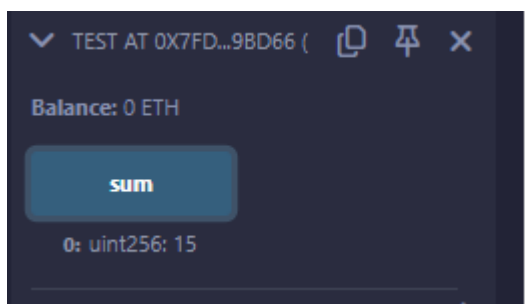 TEST AT 0X7FD...9BD66 (
Balance: 0 ETH
sum
0: uint256: 15